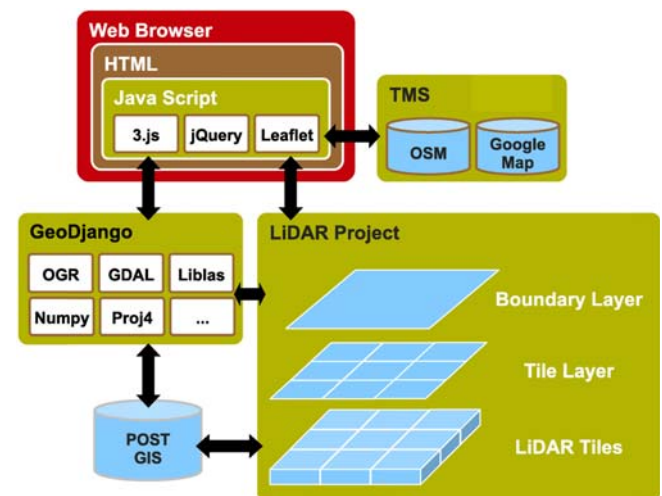 Web Browser
HTML
Java Script
3.js
jQuery
Leaflet
TMS
OSM
Google
Map
GeoDjango
OGR
GDAL
Liblas
Numpy
Proj4
...
LiDAR Project
Boundary Layer
Tile Layer
LiDAR Tiles
POST
GIS